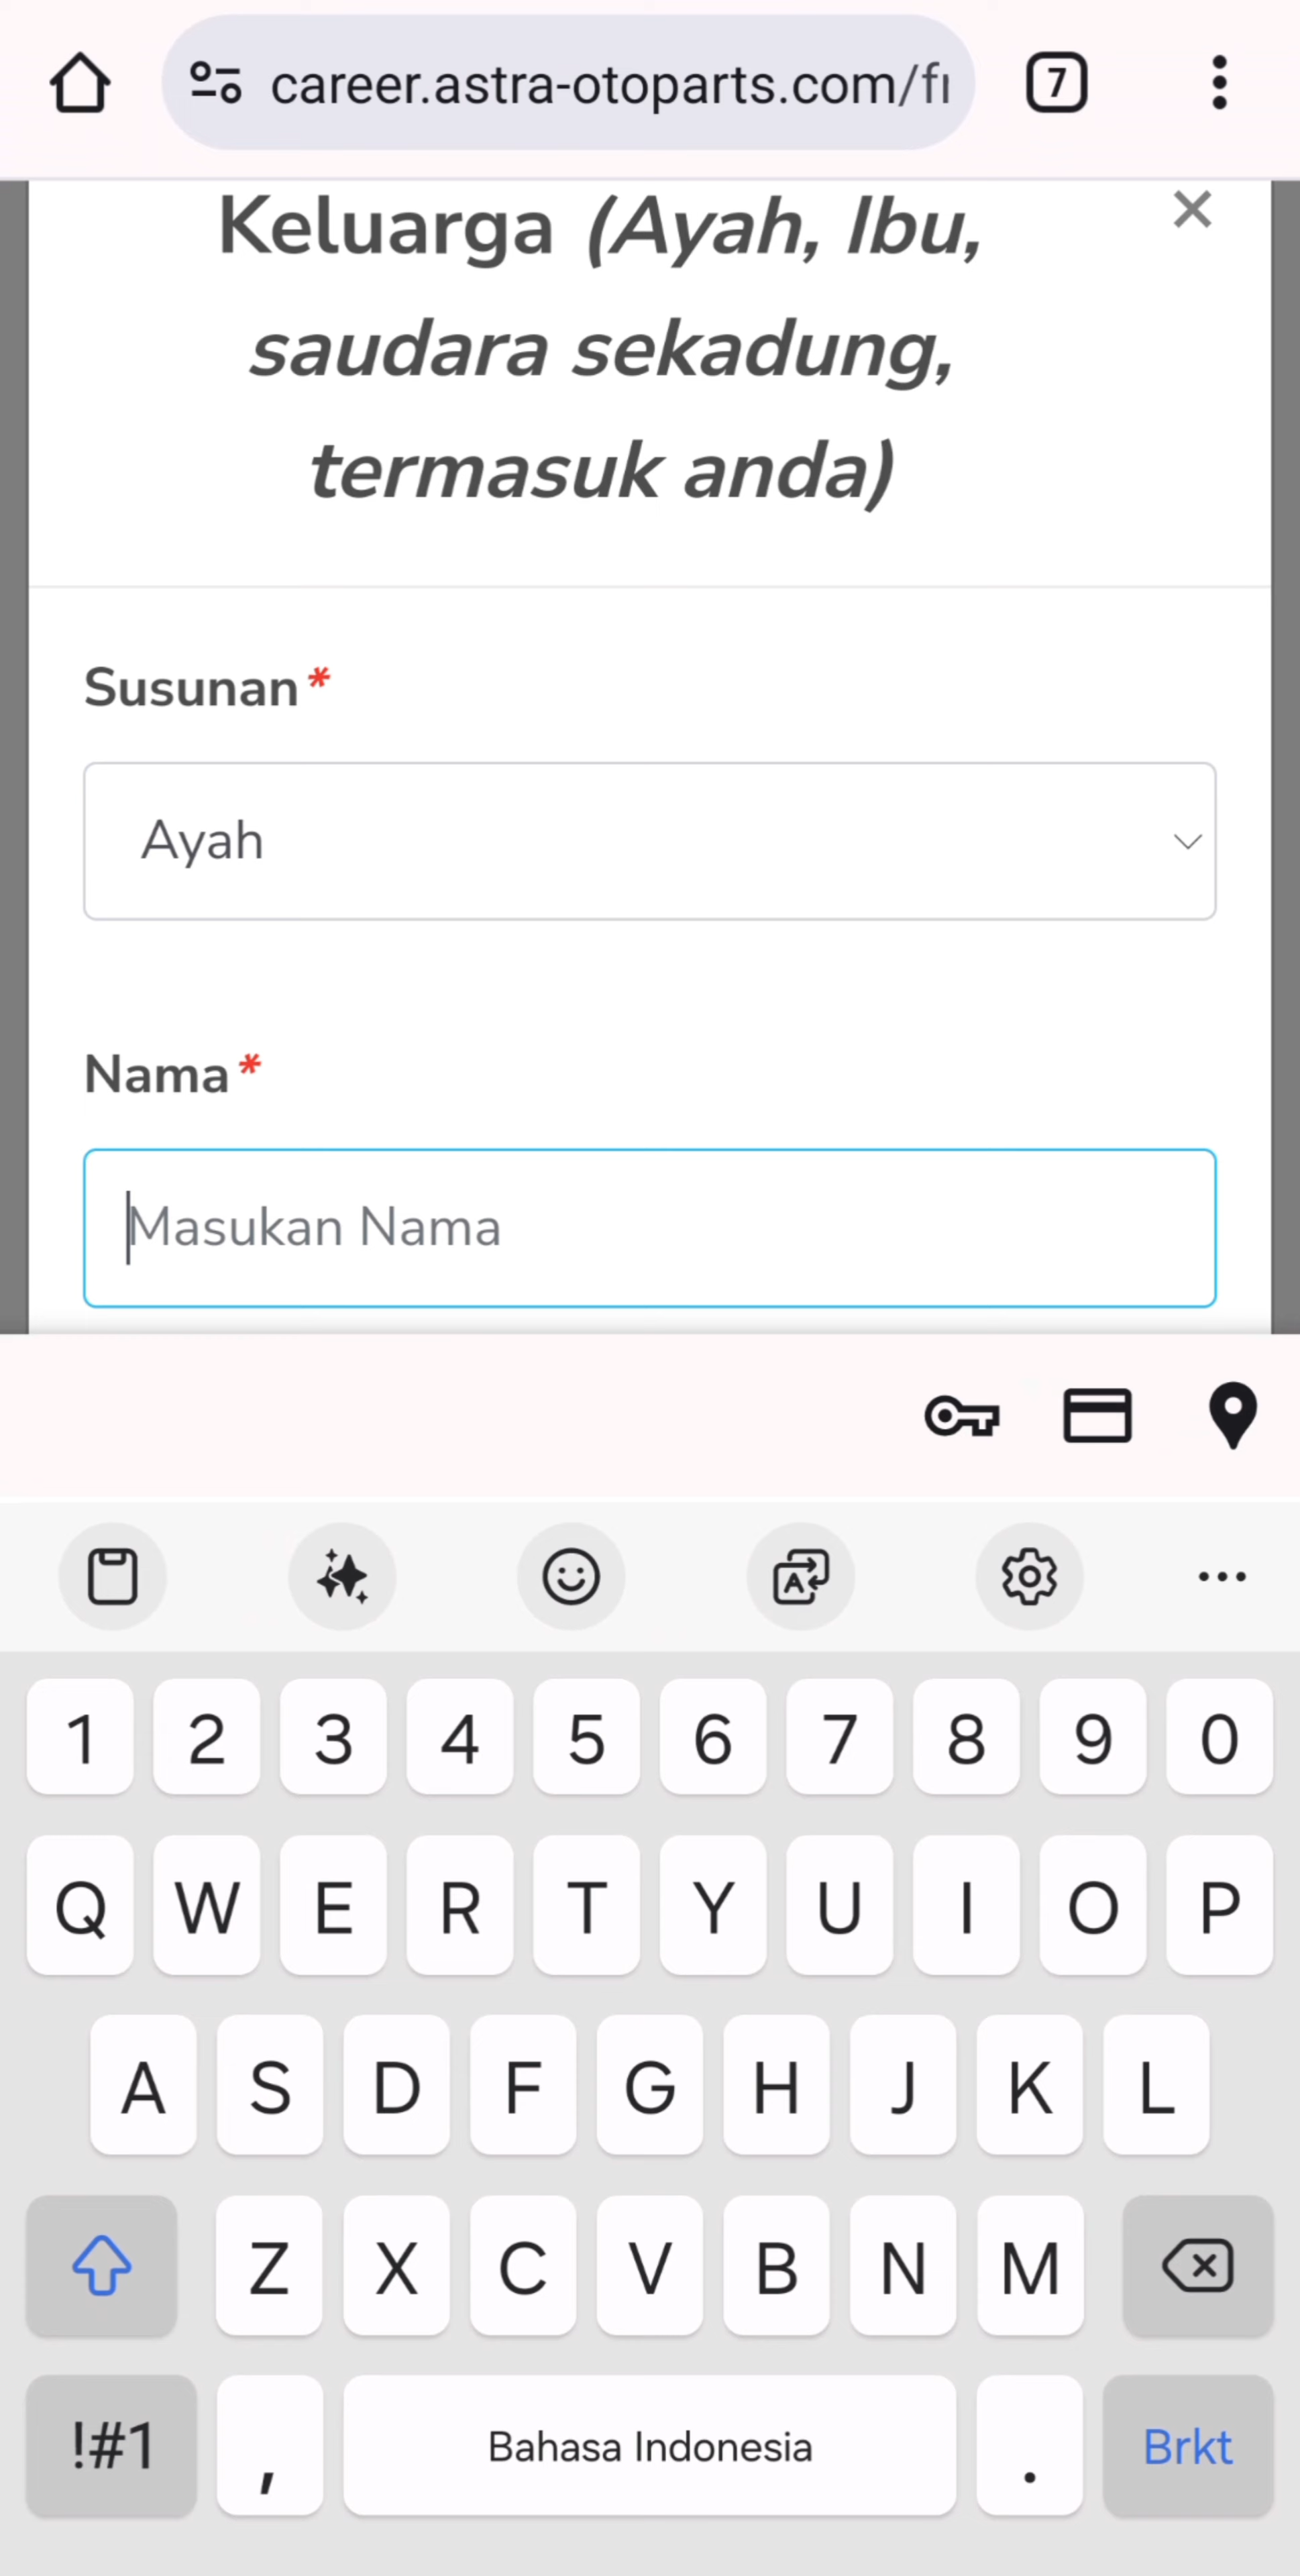 career.astra-otoparts.com/fi
7
Keluarga (Ayah, Ibu,
saudara sekadung,
termasuk anda)
Susunan*
Ayah
Nama*
Masukan Nama
1 2 3 4 5 6 7 8 9 0
Q W E R T Y U I O P
A S D F G H J K L
Z X C V B N M
!#1 , Bahasa Indonesia . Brkt